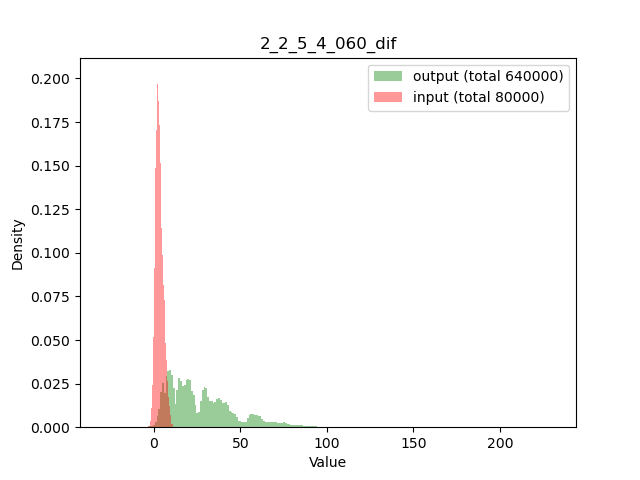 2_2_5_4_060_dif
output (total 640000)
input (total 80000)
Density
0.200
0.175
0.150
0.125
0.100
0.075
0.050
0.025
0.000
0 50 100 150 200
Value